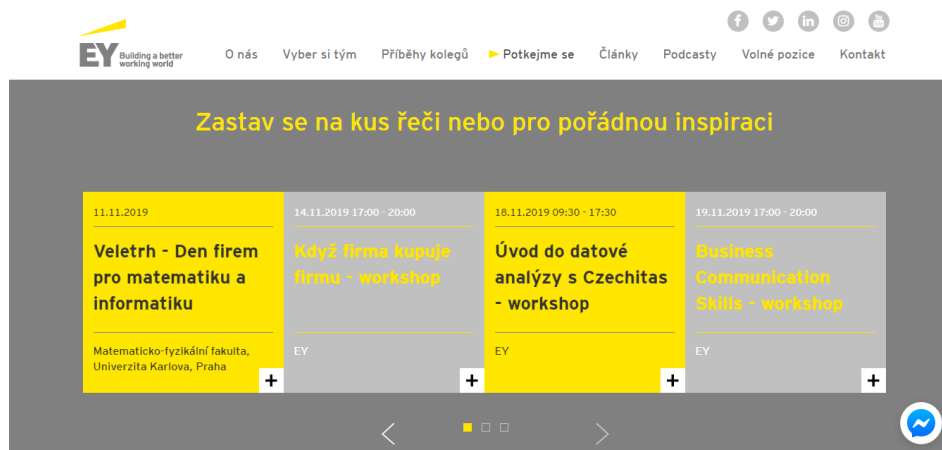 EY Building a better
working world
O nás Vyber si tým Příběhy kolegů Potkejme se Články Podcasty Volné pozice Kontakt
Zastav se na kus řeči nebo pro pořádnou inspiraci
11.11.2019
Veletrh - Den firem
pro matematiku a
informatiku
Matematicko-fyzikální fakulta,
Univerzita Karlova, Praha
+
14.11.2019 17:00 - 20:00
Když firma kupuje
firmu - workshop
EY
+
18.11.2019 09:30 - 17:30
Úvod do datové
analýzy s Czechitas
- workshop
EY
+
19.11.2019 17:00 - 20:00
Business
Communication
Skills - workshop
EY
+